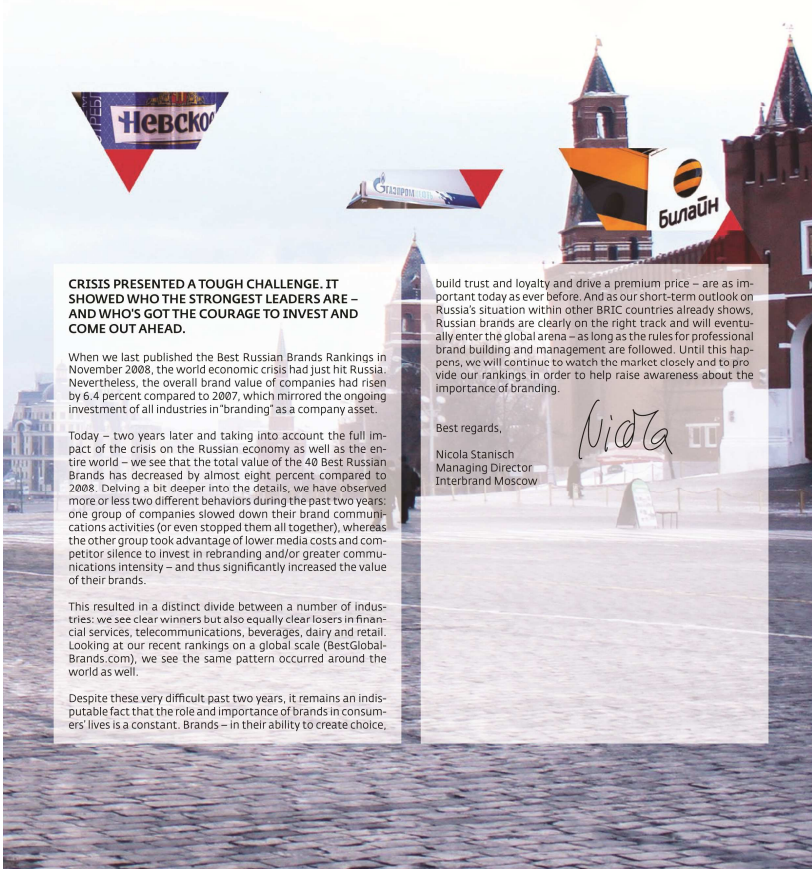 Невско
ГАЗПРОМ
билайн
CRISIS PRESENTED A TOUGH CHALLENGE. IT
SHOWED WHO THE STRONGEST LEADERS ARE –
AND WHO'S GOT THE COURAGE TO INVEST AND
COME OUT AHEAD.
When we last published the Best Russian Brands Rankings in
November 2008, the world economic crisis had just hit Russia.
Nevertheless, the overall brand value of companies had risen
by 6.4 percent compared to 2007, which mirrored the ongoing
investment of all industries in "branding" as a company asset.
Today – two years later and taking into account the full im-
pact of the crisis on the Russian economy as well as the en-
tire world – we see that the total value of the 40 Best Russian
Brands has decreased by almost eight percent compared to
2008. Delving a bit deeper into the details, we have observed
more or less two different behaviors during the past two years:
one group of companies slowed down their brand communi-
cations activities (or even stopped them all together), whereas
the other group took advantage of lower media costs and com-
petitor silence to invest in rebranding and/or greater commu-
nications intensity – and thus significantly increased the value
of their brands.
This resulted in a distinct divide between a number of indus-
tries: we see clear winners but also equally clear losers in finan-
cial services, telecommunications, beverages, dairy and retail.
Looking at our recent rankings on a global scale (BestGlobal-
Brands.com), we see the same pattern occurred around the
world as well.
Despite these very difficult past two years, it remains an indis-
putable fact that the role and importance of brands in consum-
ers' lives is a constant. Brands – in their ability to create choice,
build trust and loyalty and drive a premium price – are as im-
portant today as ever before. And as our short-term outlook on
Russia's situation within other BRIC countries already shows,
Russian brands are clearly on the right track and will eventu-
ally enter the global arena – as long as the rules for professional
brand building and management are followed. Until this hap-
pens, we will continue to watch the market closely and to pro
vide our rankings in order to help raise awareness about the
importance of branding.
Best regards,
Nicola
Nicola Stanisch
Managing Director
Interbrand Moscow